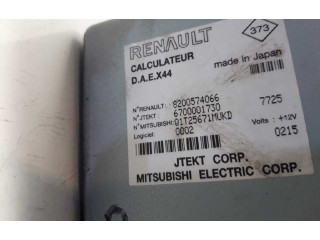 RENAULT
373
CALCULATEUR made in Japan
D.A.E.X44
N°RENAULT: 8200574066 7725
N°JTEKT 6700001730
N°MITSUBISHI: Q1T25671MUKD Volts: +12V
Logiciel: 0002 0215
JTEKT CORP.
MITSUBISHI ELECTRIC CORP.